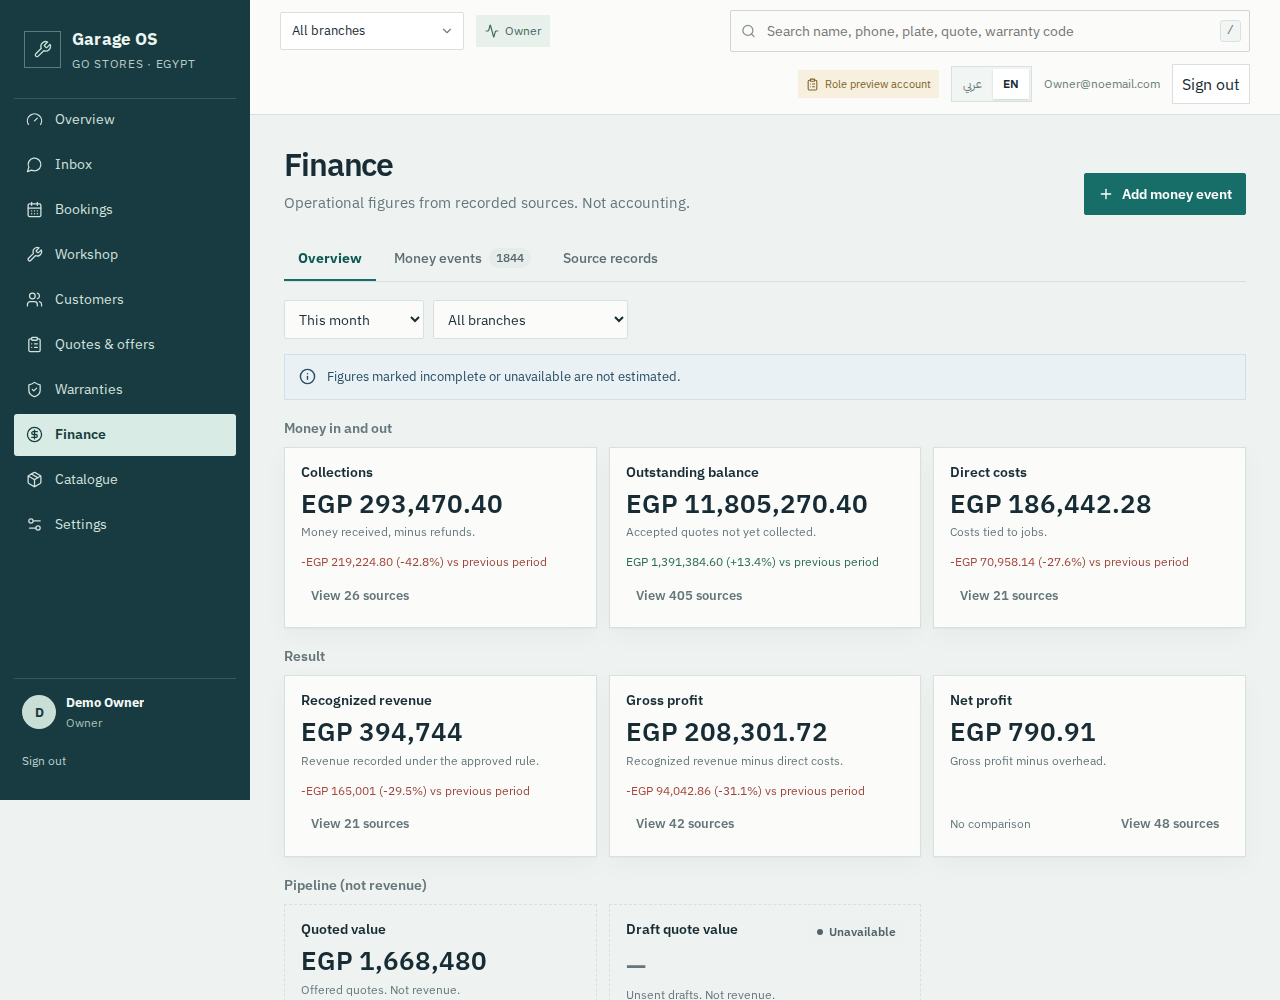 Garage OS
GO STORES · EGYPT
Overview
Inbox
Bookings
Workshop
Customers
Quotes & offers
Warranties
Finance
Catalogue
Settings
D
Demo Owner
Owner
Sign out
All branches
Owner
Search name, phone, plate, quote, warranty code
/
Role preview account
عربي
EN
Owner@noemail.com
Sign out
Finance
Operational figures from recorded sources. Not accounting.
Add money event
Overview
Money events 1844
Source records
This month
All branches
Figures marked incomplete or unavailable are not estimated.
Money in and out
Collections
EGP 293,470.40
Money received, minus refunds.
-EGP 219,224.80 (-42.8%) vs previous period
View 26 sources
Outstanding balance
EGP 11,805,270.40
Accepted quotes not yet collected.
EGP 1,391,384.60 (+13.4%) vs previous period
View 405 sources
Direct costs
EGP 186,442.28
Costs tied to jobs.
-EGP 70,958.14 (-27.6%) vs previous period
View 21 sources
Result
Recognized revenue
EGP 394,744
Revenue recorded under the approved rule.
-EGP 165,001 (-29.5%) vs previous period
View 21 sources
Gross profit
EGP 208,301.72
Recognized revenue minus direct costs.
-EGP 94,042.86 (-31.1%) vs previous period
View 42 sources
Net profit
EGP 790.91
Gross profit minus overhead.
No comparison
View 48 sources
Pipeline (not revenue)
Quoted value
EGP 1,668,480
Offered quotes. Not revenue.
Draft quote value
Unavailable
—
Unsent drafts. Not revenue.